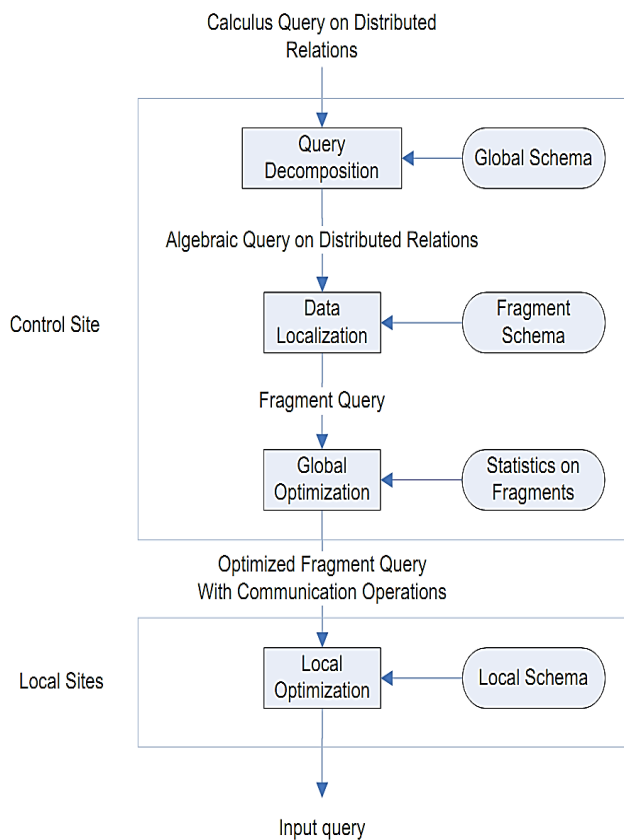 Calculus Query on Distributed
Relations
Query
Decomposition
Global Schema
Algebraic Query on Distributed Relations
Control Site
Data
Localization
Fragment
Schema
Fragment Query
Global
Optimization
Statistics on
Fragments
Optimized Fragment Query
With Communication Operations
Local Sites
Local
Optimization
Local Schema
Input query